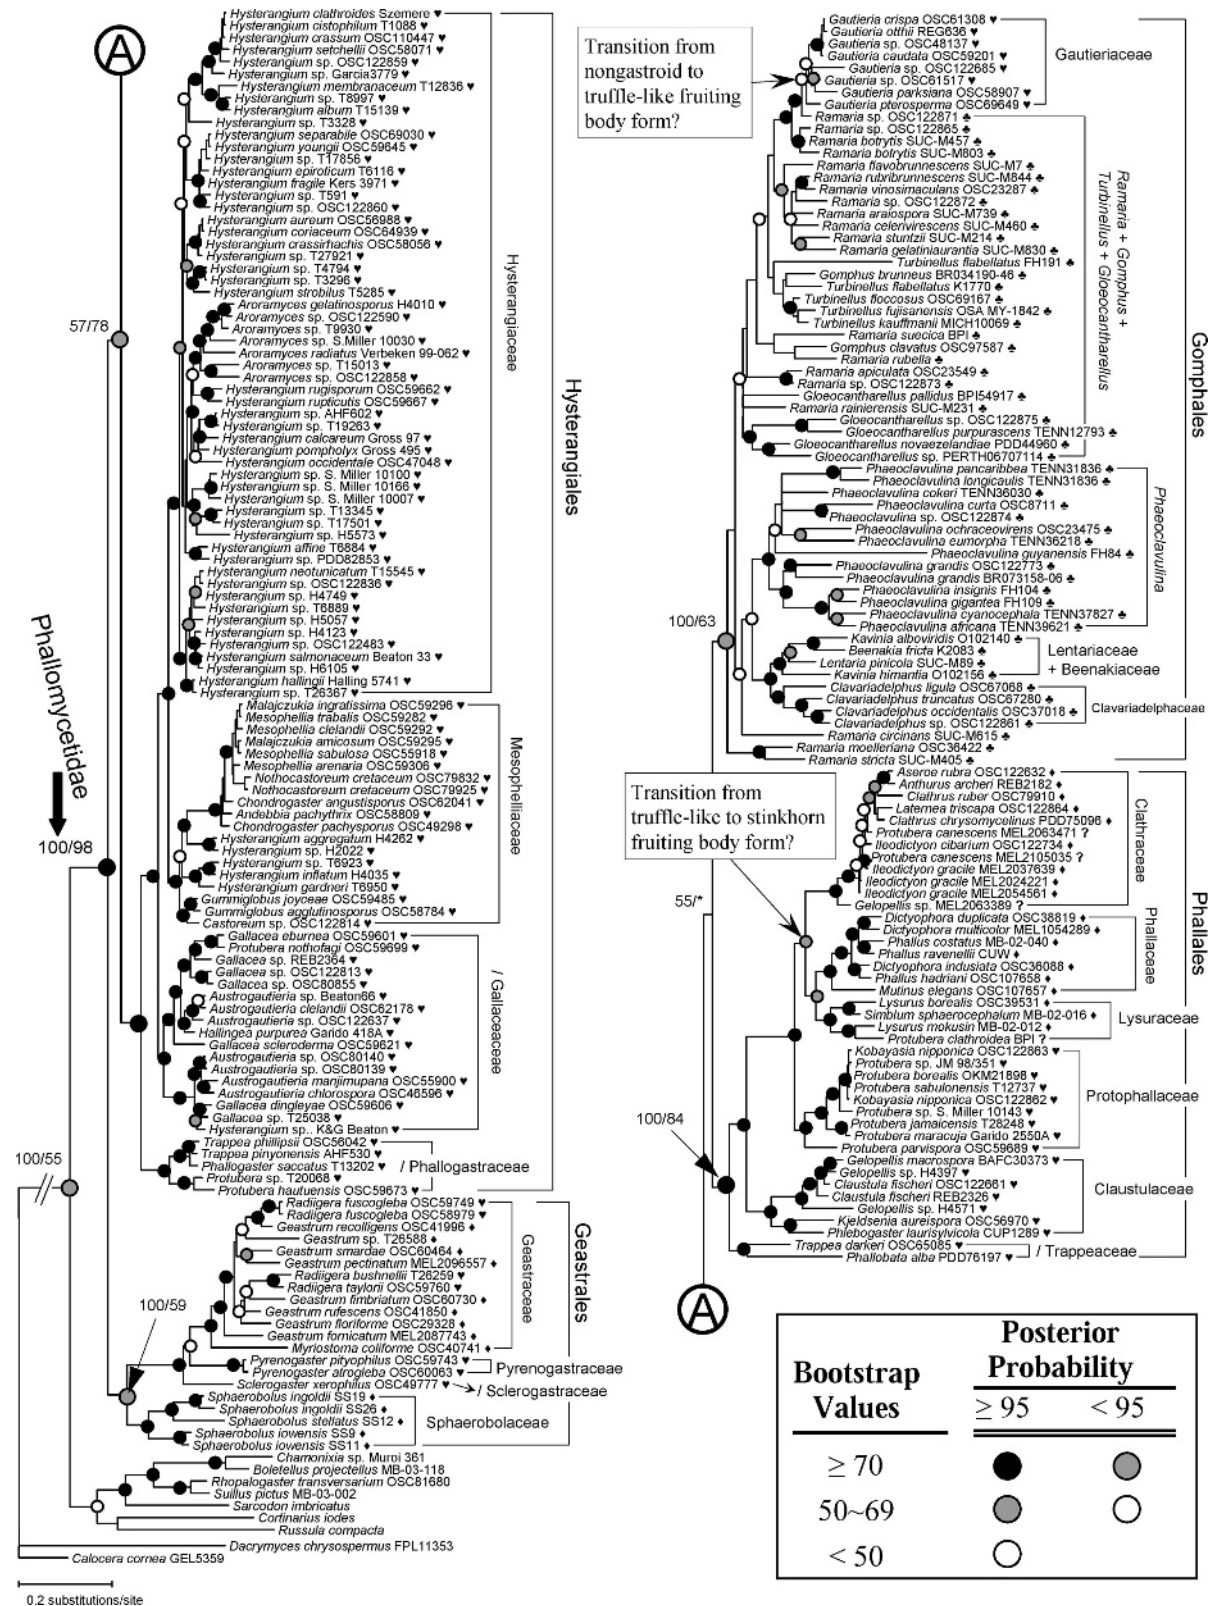 A
Hysterangium clathroides Szemere ♥
Hysterangium cistophilum T1088 ♥
Hysterangium crassum OSC110447 ♥
Hysterangium setchellii OSC58071 ♥
Hysterangium sp. OSC122859 ♥
Hysterangium sp. Garcia3779 ♥
Hysterangium membranaceum T12836 ♥
Hysterangium sp. T8997 ♥
Hysterangium album T15139 ♥
Hysterangium sp. T3328 ♥
Hysterangium separabile OSC69030 ♥
Hysterangium youngii OSC59645 ♥
Hysterangium sp. T17856 ♥
Hysterangium epiroticum T6116 ♥
Hysterangium fragile Kers 3971 ♥
Hysterangium sp. T591 ♥
Hysterangium sp. OSC122860 ♥
Hysterangium aureum OSC56988 ♥
Hysterangium coriaceum OSC64939 ♥
Hysterangium crassirhachis OSC58056 ♥
Hysterangium sp. T27921 ♥
Hysterangium sp. T4794 ♥
Hysterangium sp. T3296 ♥
Hysterangium strobilus T5285 ♥
Aroramyces gelatinosporus H4010 ♥
Aroramyces sp. OSC122590 ♥
Aroramyces sp. T9930 ♥
Aroramyces sp. S.Miller 10030 ♥
Aroramyces radiatus Verbeken 99-062 ♥
Aroramyces sp. T15013 ♥
Aroramyces sp. OSC122858 ♥
Hysterangium rugisporum OSC59662 ♥
Hysterangium rupticutis OSC59667 ♥
Hysterangium sp. AHF602 ♥
Hysterangium sp. T19263 ♥
Hysterangium calcareum Gross 97 ♥
Hysterangium pompholyx Gross 495 ♥
Hysterangium occidentale OSC47048 ♥
Hysterangium sp. S. Miller 10100 ♥
Hysterangium sp. S. Miller 10166 ♥
Hysterangium sp. S. Miller 10007 ♥
Hysterangium sp. T13345 ♥
Hysterangium sp. T17501 ♥
Hysterangium sp. H5573 ♥
Hysterangium affine T6884 ♥
Hysterangium sp. PDD82853 ♥
Hysterangium neotunicatum T15545 ♥
Hysterangium sp. OSC122836 ♥
Hysterangium sp. H4749 ♥
Hysterangium sp. T6889 ♥
Hysterangium sp. H5057 ♥
Hysterangium sp. H4123 ♥
Hysterangium sp. OSC122483 ♥
Hysterangium salmonaceum Beaton 33 ♥
Hysterangium sp. H6105 ♥
Hysterangium hallingii Halling 5741 ♥
Hysterangium sp. T26367 ♥
Malajczukia ingratissima OSC59296 ♥
Mesophellia trabalis OSC59282 ♥
Mesophellia clelandii OSC59292 ♥
Malajczukia amicosum OSC59295 ♥
Mesophellia sabulosa OSC55918 ♥
Mesophellia arenaria OSC59306 ♥
Nothocastoreum cretaceum OSC79832 ♥
Nothocastoreum cretaceum OSC79925 ♥
Chondrogaster angustisporus OSC62041 ♥
Andebbia pachythrix OSC58809 ♥
Chondrogaster pachysporus OSC49298 ♥
Hysterangium aggregatum H4262 ♥
Hysterangium sp. H2022 ♥
Hysterangium sp. T6923 ♥
Hysterangium inflatum H4035 ♥
Hysterangium gardneri T6950 ♥
Gummiglobus joyceae OSC59485 ♥
Gummiglobus agglutinosporus OSC58784 ♥
Castoreum sp. OSC122814 ♥
Gallacea eburnea OSC59601 ♥
Protubera nothofagi OSC59699 ♥
Gallacea sp. REB2364 ♥
Gallacea sp. OSC122813 ♥
Gallacea sp. OSC80855 ♥
Austrogautieria sp. Beaton66 ♥
Austrogautieria clelandii OSC62178 ♥
Austrogautieria sp. OSC122637 ♥
Hallingea purpurea Garido 418A ♥
Gallacea scleroderma OSC59621 ♥
Austrogautieria sp. OSC80140 ♥
Austrogautieria sp. OSC80139 ♥
Austrogautieria manjimupana OSC55900 ♥
Austrogautieria chlorospora OSC46596 ♥
Gallacea dingleyae OSC59606 ♥
Gallacea sp. T25038 ♥
Hysterangium sp.. K&G Beaton ♥
Trappea phillipsii OSC56042 ♥
Trappea pinyonensis AHF530 ♥
Phallogaster saccatus T13202 ♥
Protubera sp. T20068 ♥
Protubera hautuensis OSC59673 ♥
Radiigera fuscogleba OSC59749 ♥
Radiigera fuscogleba OSC58979 ♥
Geastrum recolligens OSC41996 ♦
Geastrum sp. T26588 ♦
Geastrum smardae OSC60464 ♦
Geastrum pectinatum MEL2096557 ♦
Radiigera bushnellii T26259 ♥
Radiigera taylorii OSC59760 ♥
Geastrum fimbriatum OSC60730 ♦
Geastrum rufescens OSC41850 ♦
Geastrum floriforme OSC29328 ♦
Geastrum fornicatum MEL2087743 ♦
Myriostoma coliforme OSC40741 ♦
Pyrenogaster pityophilus OSC59743 ♥
Pyrenogaster atrogleba OSC60063 ♥
Sclerogaster xerophilus OSC49777 ♥
Sphaerobolus ingoldii SS19 ♦
Sphaerobolus ingoldii SS26 ♦
Sphaerobolus stellatus SS12 ♦
Sphaerobolus iowensis SS9 ♦
Sphaerobolus iowensis SS11 ♦
Chamonixia sp. Muroi 361
Boletellus projectellus MB-03-118
Rhopalogaster transversarium OSC81680
Suillus pictus MB-03-002
Sarcodon imbricatus
Cortinarius iodes
Russula compacta
Dacrymyces chrysospermus FPL11353
Calocera cornea GEL5359
0.2 substitutions/site
57/78
Phallomycetidae
100/98
100/55
100/59
Hysterangiaceae
Mesophelliaceae
/ Gallaceaceae
/ Phallogastraceae
Hysterangiales
Geastraceae
Pyrenogastraceae
/ Sclerogastraceae
Sphaerobolaceae
Geastrales
Transition from
nongastroid to
truffle-like fruiting
body form?
Gautieria crispa OSC61308 ♥
Gautieria otthii REG636 ♥
Gautieria sp. OSC48137 ♥
Gautieria caudata OSC59201 ♥
Gautieria sp. OSC122685 ♥
Gautieria sp. OSC61517 ♥
Gautieria parksiana OSC58907 ♥
Gautieria pterosperma OSC69649 ♥
Ramaria sp. OSC122871 ♣
Ramaria sp. OSC122865 ♣
Ramaria botrytis SUC-M457 ♣
Ramaria botrytis SUC-M803 ♣
Ramaria flavobrunnescens SUC-M7 ♣
Ramaria rubribrunnescens SUC-M844 ♣
Ramaria vinosimaculans OSC23287 ♣
Ramaria sp. OSC122872 ♣
Ramaria araiospora SUC-M739 ♣
Ramaria celerivirescens SUC-M460 ♣
Ramaria stuntzii SUC-M214 ♣
Ramaria gelatiniaurantia SUC-M830 ♣
Turbinellus flabellatus FH191 ♣
Gomphus brunneus BR034190-46 ♣
Turbinellus flabellatus K1770 ♣
Turbinellus floccosus OSC69167 ♣
Turbinellus fujisanensis OSA MY-1842 ♣
Turbinellus kauffmanii MICH10069 ♣
Ramaria suecica BPI ♣
Gomphus clavatus OSC97587 ♣
Ramaria rubella ♣
Ramaria apiculata OSC23549 ♣
Ramaria sp. OSC122873 ♣
Gloeocantharellus pallidus BPI54917 ♣
Ramaria rainierensis SUC-M231 ♣
Gloeocantharellus sp. OSC122875 ♣
Gloeocantharellus purpurascens TENN12793 ♣
Gloeocantharellus novaezelandiae PDD44960 ♣
Gloeocantharellus sp. PERTH06707114 ♣
Phaeoclavulina pancaribbea TENN31836 ♣
Phaeoclavulina longicaulis TENN31836 ♣
Phaeoclavulina cokeri TENN36030 ♣
Phaeoclavulina curta OSC8711 ♣
Phaeoclavulina sp. OSC122874 ♣
Phaeoclavulina ochraceovirens OSC23475 ♣
Phaeoclavulina eumorpha TENN36218 ♣
Phaeoclavulina guyanensis FH84 ♣
Phaeoclavulina grandis OSC122773 ♣
Phaeoclavulina grandis BR073158-06 ♣
Phaeoclavulina insignis FH104 ♣
Phaeoclavulina gigantea FH109 ♣
Phaeoclavulina cyanocephala TENN37827 ♣
Phaeoclavulina africana TENN39621 ♣
Kavinia alboviridis O102140 ♣
Beenakia fricta K2083 ♠
Lentaria pinicola SUC-M89 ♣
Kavinia himantia O102156 ♣
Clavariadelphus ligula OSC67068 ♣
Clavariadelphus truncatus OSC67280 ♣
Clavariadelphus occidentalis OSC37018 ♣
Clavariadelphus sp. OSC122861 ♣
Ramaria circinans SUC-M615 ♣
Ramaria moelleriana OSC36422 ♣
Ramaria stricta SUC-M405 ♣
Gautieriaceae
Ramaria + Gomphus +
Turbinellus + Gloeocantharellus
Phaeoclavulina
Lentariaceae
+ Beenakiaceae
Clavariadelphaceae
Gomphales
100/63
Transition from
truffle-like to stinkhorn
fruiting body form?
55/*
100/84
Aseroe rubra OSC122632 ♦
Anthurus archeri REB2182 ♦
Clathrus ruber OSC79910 ♦
Laternea triscapa OSC122864 ♦
Clathrus chrysomycelinus PDD75096 ♦
Protubera canescens MEL2063471 ?
Ileodictyon cibarium OSC122734 ♦
Protubera canescens MEL2105035 ?
Ileodictyon gracile MEL2037639 ♦
Ileodictyon gracile MEL2024221 ♦
Ileodictyon gracile MEL2054561 ♦
Gelopellis sp. MEL2063389 ?
Dictyophora duplicata OSC38819 ♦
Dictyophora multicolor MEL1054289 ♦
Phallus costatus MB-02-040 ♦
Phallus ravenellii CUW ♦
Dictyophora indusiata OSC36088 ♦
Phallus hadriani OSC107658 ♦
Mutinus elegans OSC107657 ♦
Lysurus borealis OSC39531 ♦
Simblum sphaerocephalum MB-02-016 ♦
Lysurus mokusin MB-02-012 ♦
Protubera clathroidea BPI ?
Kobayasia nipponica OSC122863 ♥
Protubera sp. JM 98/351 ♥
Protubera borealis OKM21898 ♥
Protubera sabulonensis T12737 ♥
Kobayasia nipponica OSC122862 ♥
Protubera sp. S. Miller 10143 ♥
Protubera jamaicensis T28248 ♥
Protubera maracuja Garido 2550A ♥
Protubera parvispora OSC59689 ♥
Gelopellis macrospora BAFC30373 ♥
Gelopellis sp. H4397 ♥
Claustula fischeri OSC122661 ♥
Claustula fischeri REB2326 ♥
Gelopellis sp. H4571 ♥
Kjeldsenia aureispora OSC56970 ♥
Phlebogaster laurisylvicola CUP1289 ♥
Trappea darkeri OSC65085 ♥
Phallobata alba PDD76197 ♥
Clathraceae
Phallaceae
Lysuraceae
Protophallaceae
Claustulaceae
/ Trappeaceae
Phallales
A
Bootstrap
Values
Posterior
Probability
≥ 95 < 95
≥ 70
50~69
< 50